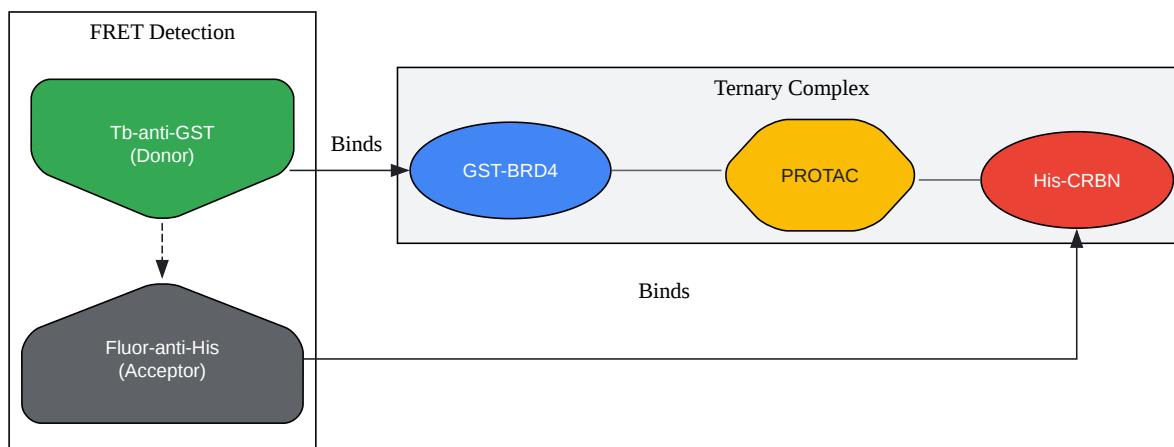 FRET Detection
Tb-anti-GST
(Donor)
Binds
Ternary Complex
GST-BRD4
PROTAC
His-CRBN
Binds
Fluor-anti-His
(Acceptor)